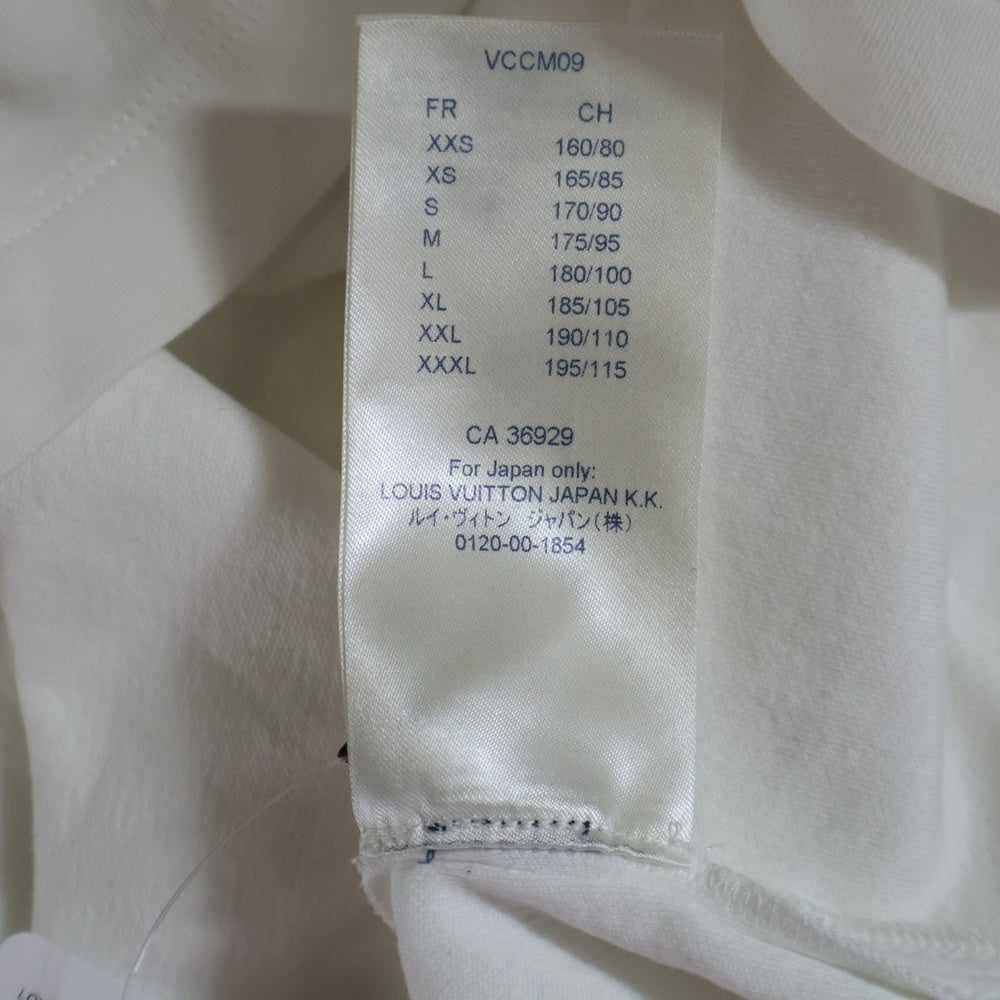 VCCM09
FR CH
XXS 160/80
XS 165/85
S 170/90
M 175/95
L 180/100
XL 185/105
XXL 190/110
XXXL 195/115
CA 36929
For Japan only:
LOUIS VUITTON JAPAN K.K.
ルイ・ヴィトン ジャパン(株)
0120-00-1854